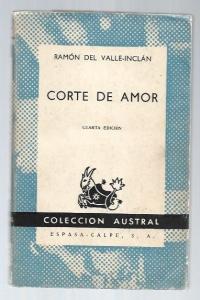 RAMÓN DEL VALLE-INCLÁN
CORTE DE AMOR
CUARTA EDICIÓN
COLECCION AUSTRAL
ESPASA-CALPE, S. A.